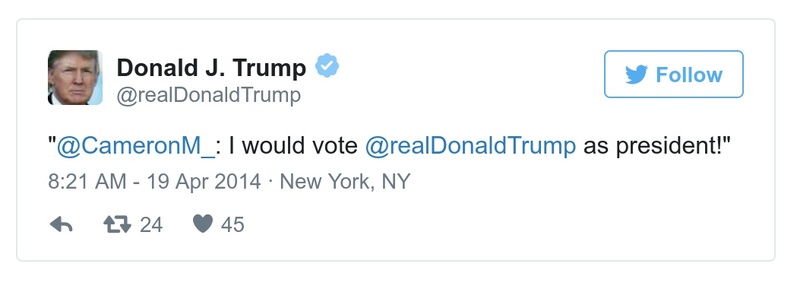 Donald J. Trump
Follow
@realDonaldTrump
"@CameronM_: I would vote @realDonaldTrump as president!"
8:21 AM - 19 Apr 2014 · New York, NY
24 45